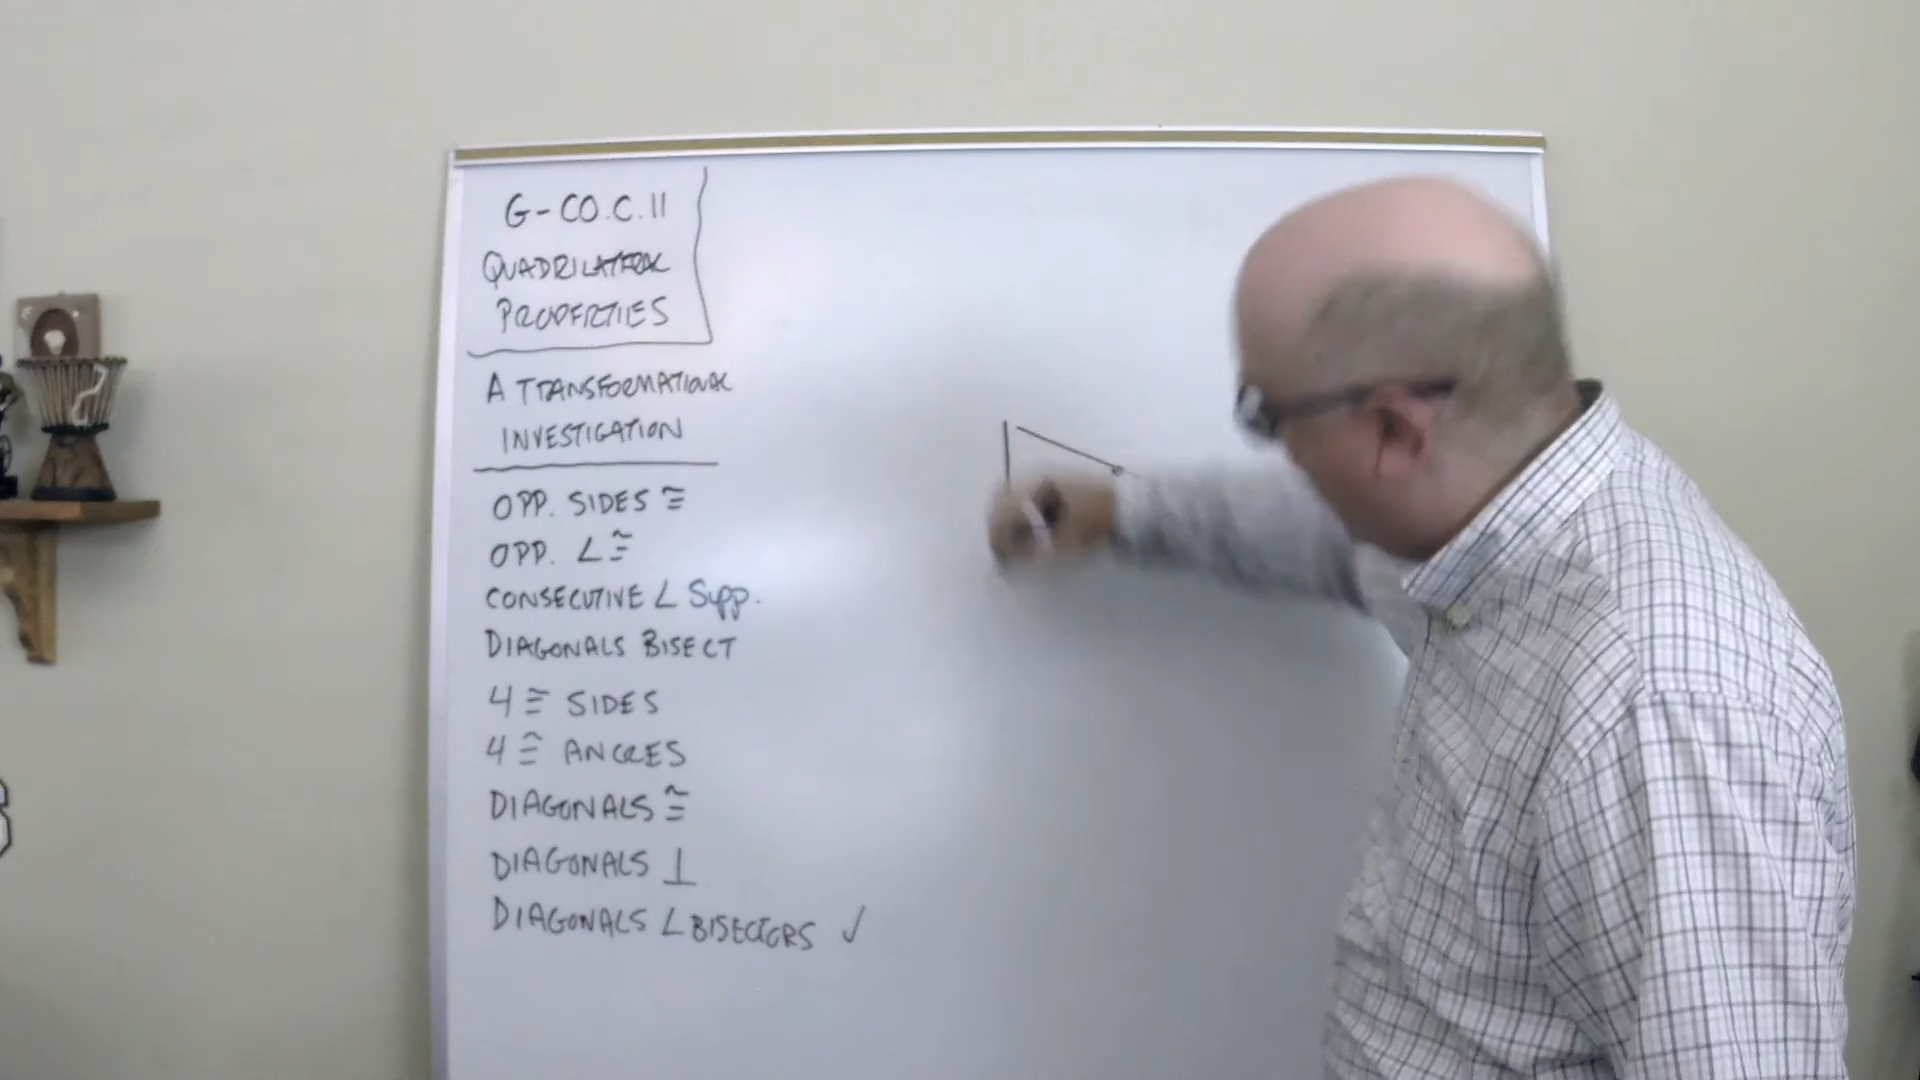 G-CO.C.11
QUADRILATERAL
PROPERTIES
A TRANSFORMATIONAL
INVESTIGATION
OPP. SIDES ≅
OPP. ∠ ≅
CONSECUTIVE ∠ Supp.
DIAGONALS BISECT
4 ≅ SIDES
4 ≅ ANGLES
DIAGONALS ≅
DIAGONALS ⊥
DIAGONALS ∠ BISECTORS ✓